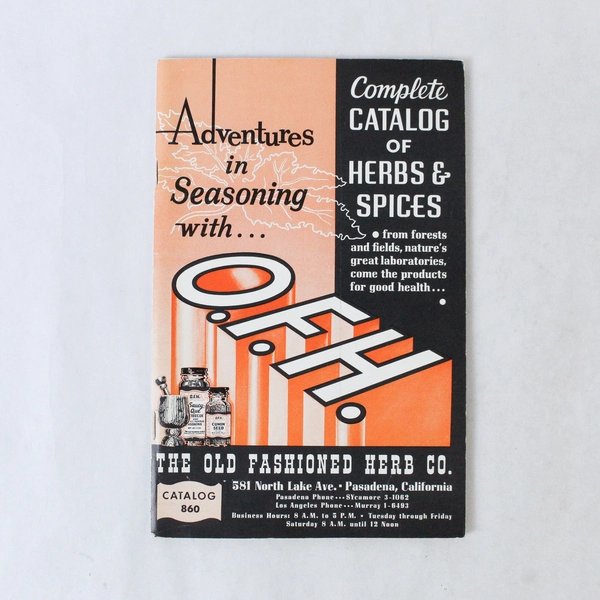 Adventures
in
Seasoning
with...
Complete
CATALOG
OF
HERBS &
SPICES
• from forests
and fields, nature's
great laboratories,
come the products
for good health...
O.F.H.
O.F.H.
CUMIN
SEED
THE OLD FASHIONED HERB CO.
CATALOG
860
581 North Lake Ave. • Pasadena, California
Pasadena Phone---SYcamore 3-1062
Los Angeles Phone---Murray 1-6493
Business Hours: 8 A.M. to 5 P.M. • Tuesday through Friday
Saturday 8 A.M. until 12 Noon